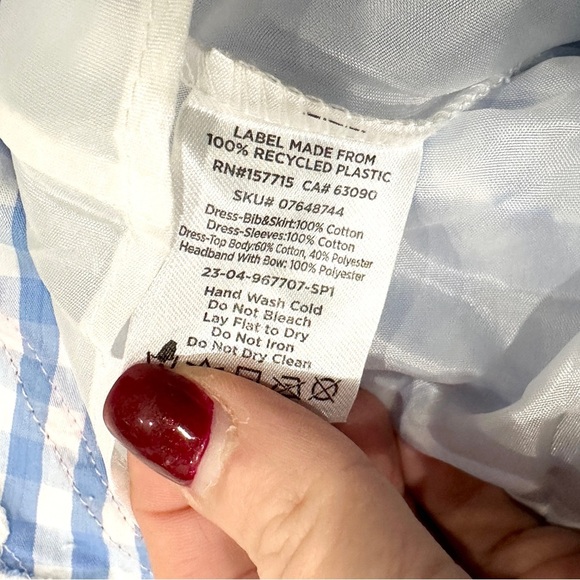 LABEL MADE FROM
100% RECYCLED PLASTIC
RN#157715 CA# 63090
SKU# 07648744
Dress-Bib&Skirt:100% Cotton
Dress-Sleeves:100% Cotton
Dress-Top Body:60% Cotton, 40% Polyester
Headband With Bow: 100% Polyester
23-04-967707-SP1
Hand Wash Cold
Do Not Bleach
Lay Flat to Dry
Do Not Iron
Do Not Dry Clean